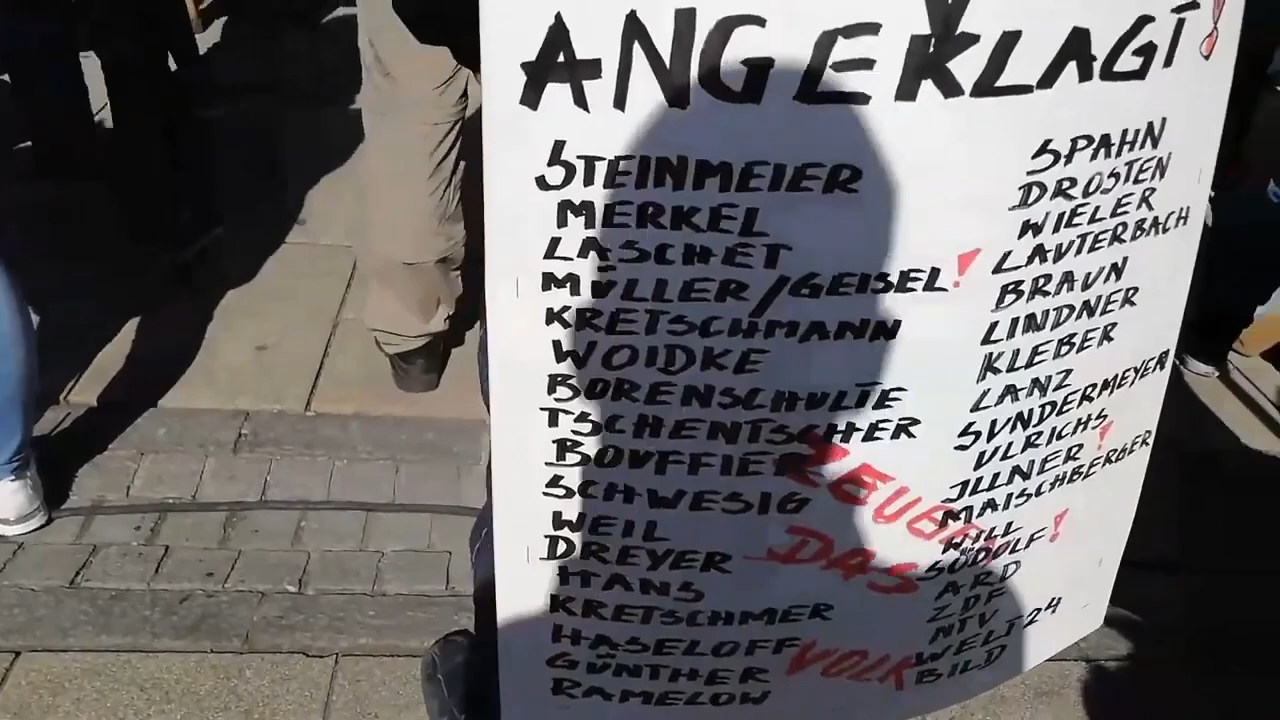 ANGEKLAGT!
STEINMEIER
MERKEL
LASCHET
MÜLLER/GEISEL!
KRETSCHMANN
WOIDKE
BORENSCHULTE
TSCHENTSCHER
BOUFFIER
SCHWESIG
WEIL
DREYER
HANS
KRETSCHMER
HASELOFF
GÜNTHER
RAMELOW
SPAHN
DROSTEN
WIELER
LAUTERBACH
BRAUN
LINDNER
KLEBER
LANZ
SUNDERMEYER
ULRICHS
ILLNER!
MAISCHBERGER
WILL
SÖDOLF!
ARD
ZDF
NTV
WELT24
BILD
ZEUGE:
DAS
VOLK